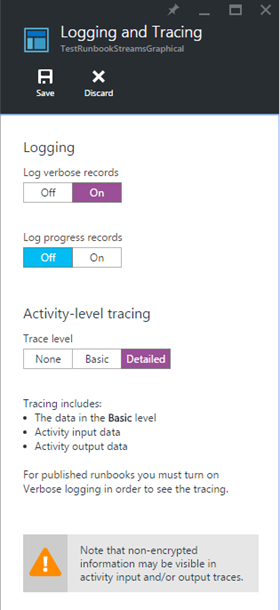 Logging and Tracing
TestRunbookStreamsGraphical
Save
Discard
Logging
Log verbose records
Off
On
Log progress records
Off
On
Activity-level tracing
Trace level
None
Basic
Detailed
Tracing includes:
• The data in the Basic level
• Activity input data
• Activity output data
For published runbooks you must turn on
Verbose logging in order to see the tracing.
Note that non-encrypted
information may be visible in
activity input and/or output traces.